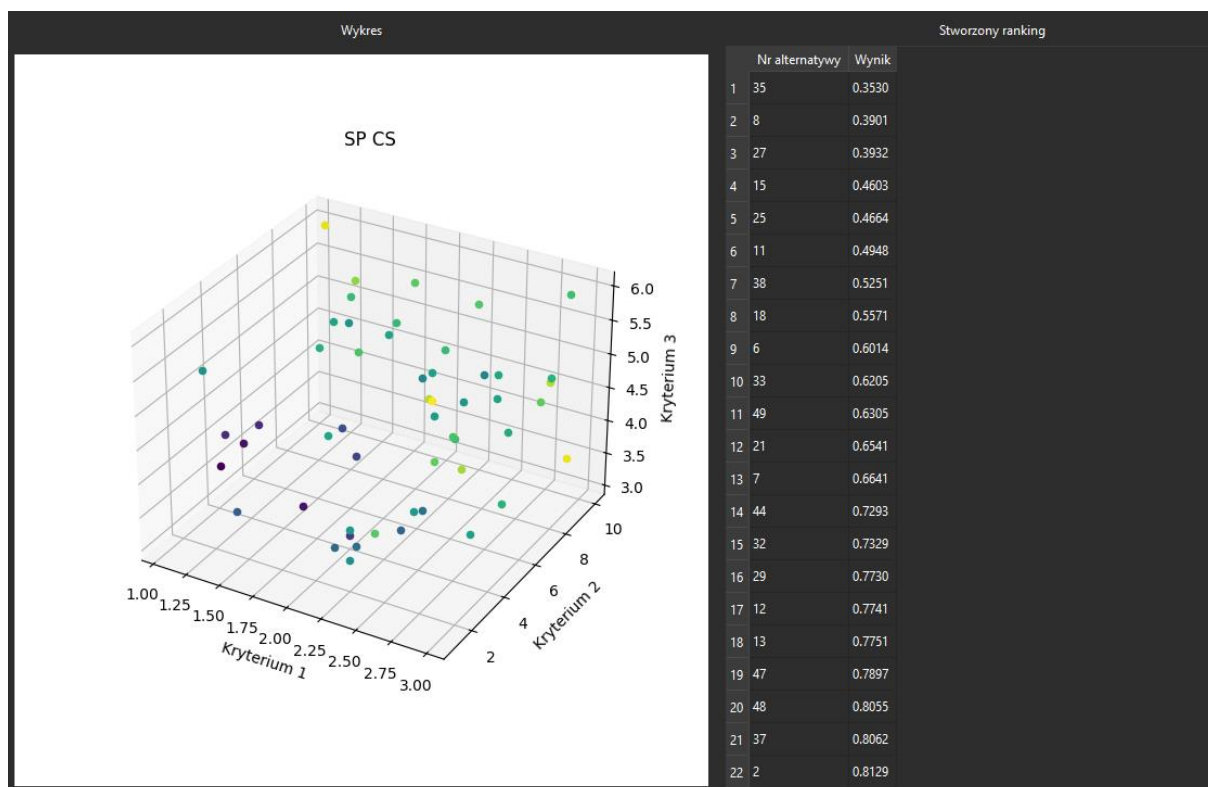 Wykres
Stworzony ranking
SP CS
6.0
5.5
5.0
4.5
4.0
3.5
3.0
Kryterium 3
10
8
6
4
2
Kryterium 2
1.00
1.25
1.50
1.75
2.00
2.25
2.50
2.75
3.00
Kryterium 1
Nr alternatywy Wynik
1 35 0.3530
2 8 0.3901
3 27 0.3932
4 15 0.4603
5 25 0.4664
6 11 0.4948
7 38 0.5251
8 18 0.5571
9 6 0.6014
10 33 0.6205
11 49 0.6305
12 21 0.6541
13 7 0.6641
14 44 0.7293
15 32 0.7329
16 29 0.7730
17 12 0.7741
18 13 0.7751
19 47 0.7897
20 48 0.8055
21 37 0.8062
22 2 0.8129